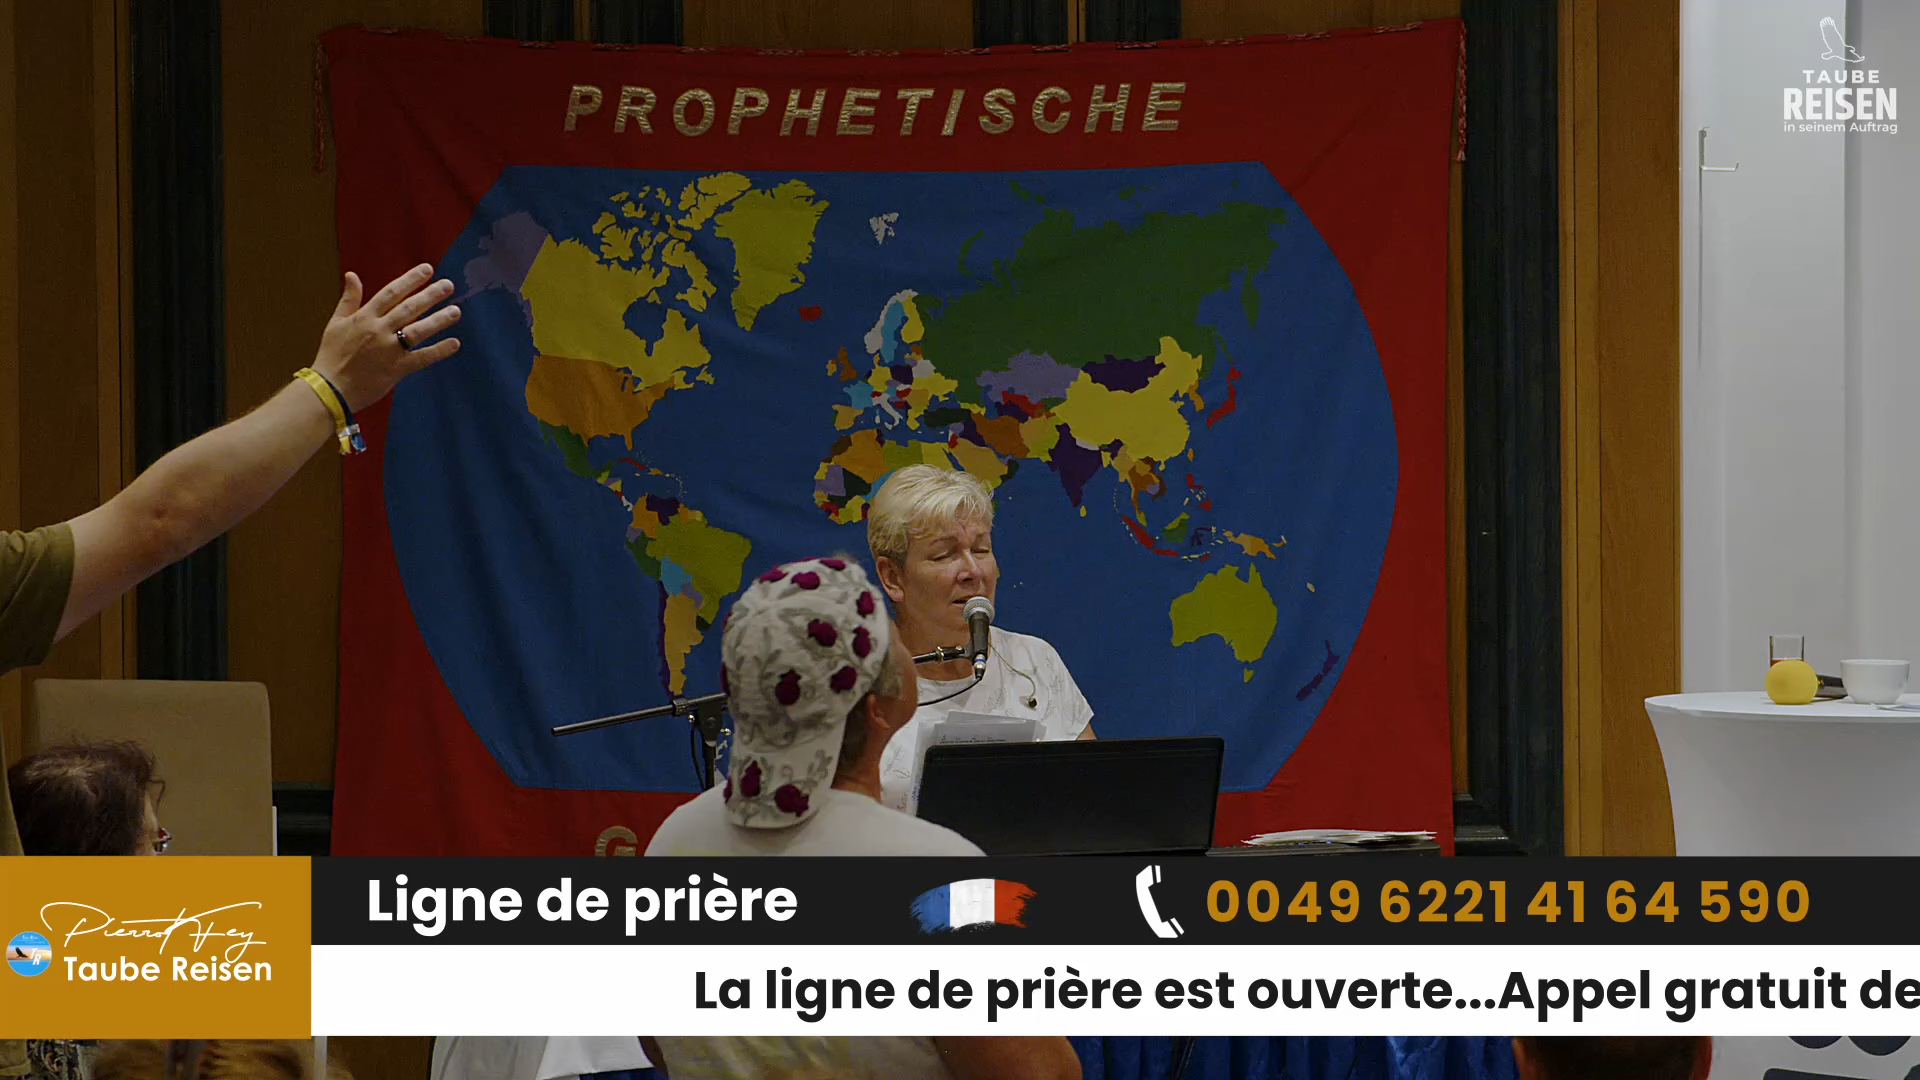 PROPHETISCHE
TAUBE
REISEN
in seinem Auftrag
G
Pierrot Fey
Taube Reisen
TR
Ligne de prière
0049 6221 41 64 590
La ligne de prière est ouverte...Appel gratuit de